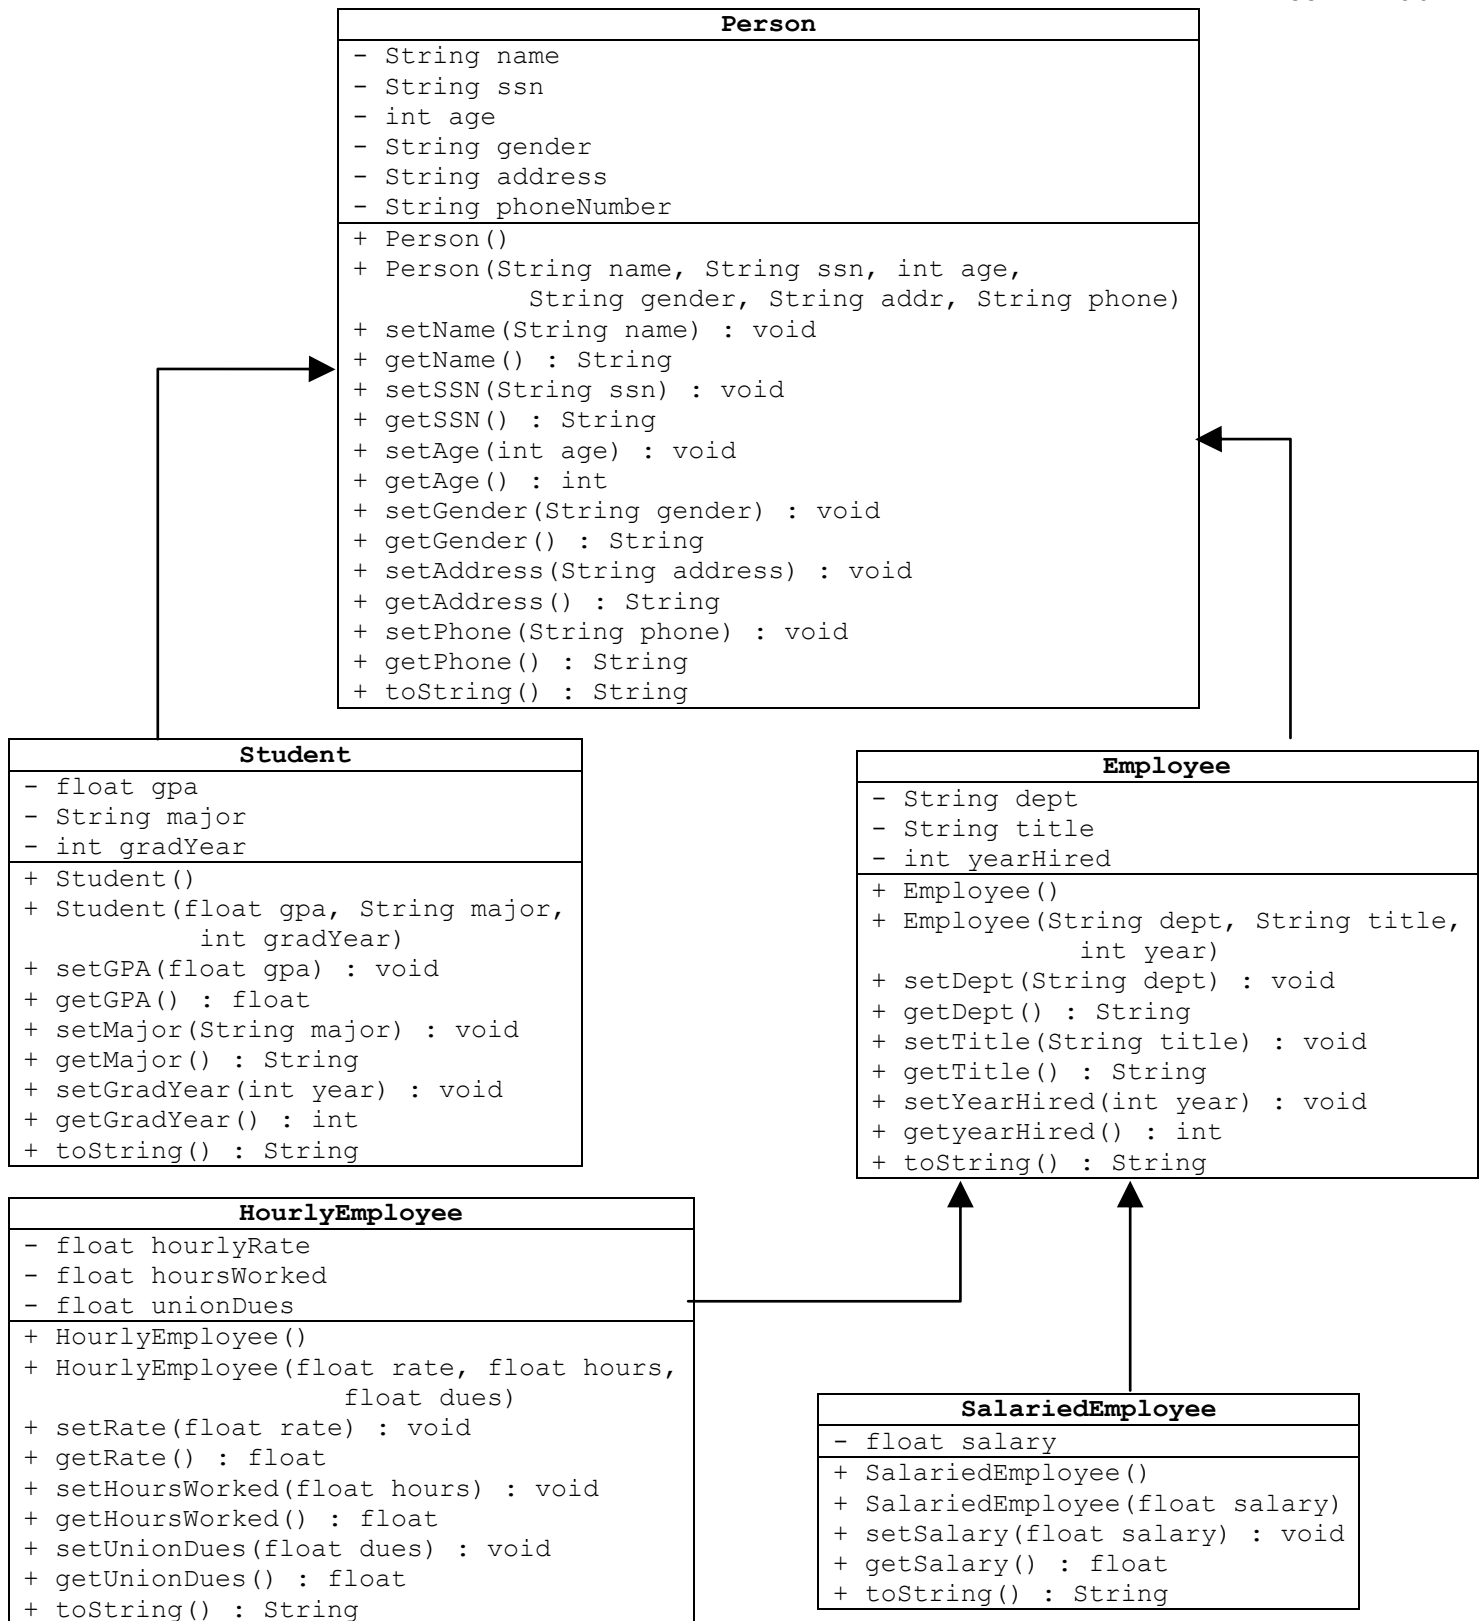 Person
- String name
- String ssn
- int age
- String gender
- String address
- String phoneNumber
+ Person()
+ Person(String name, String ssn, int age,
String gender, String addr, String phone)
+ setName(String name) : void
+ getName() : String
+ setSSN(String ssn) : void
+ getSSN() : String
+ setAge(int age) : void
+ getAge() : int
+ setGender(String gender) : void
+ getGender() : String
+ setAddress(String address) : void
+ getAddress() : String
+ setPhone(String phone) : void
+ getPhone() : String
+ toString() : String
Student
- float gpa
- String major
- int gradYear
+ Student()
+ Student(float gpa, String major,
int gradYear)
+ setGPA(float gpa) : void
+ getGPA() : float
+ setMajor(String major) : void
+ getMajor() : String
+ setGradYear(int year) : void
+ getGradYear() : int
+ toString() : String
Employee
- String dept
- String title
- int yearHired
+ Employee()
+ Employee(String dept, String title,
int year)
+ setDept(String dept) : void
+ getDept() : String
+ setTitle(String title) : void
+ getTitle() : String
+ setYearHired(int year) : void
+ getyearHired() : int
+ toString() : String
HourlyEmployee
- float hourlyRate
- float hoursWorked
- float unionDues
+ HourlyEmployee()
+ HourlyEmployee(float rate, float hours,
float dues)
+ setRate(float rate) : void
+ getRate() : float
+ setHoursWorked(float hours) : void
+ getHoursWorked() : float
+ setUnionDues(float dues) : void
+ getUnionDues() : float
+ toString() : String
SalariedEmployee
- float salary
+ SalariedEmployee()
+ SalariedEmployee(float salary)
+ setSalary(float salary) : void
+ getSalary() : float
+ toString() : String